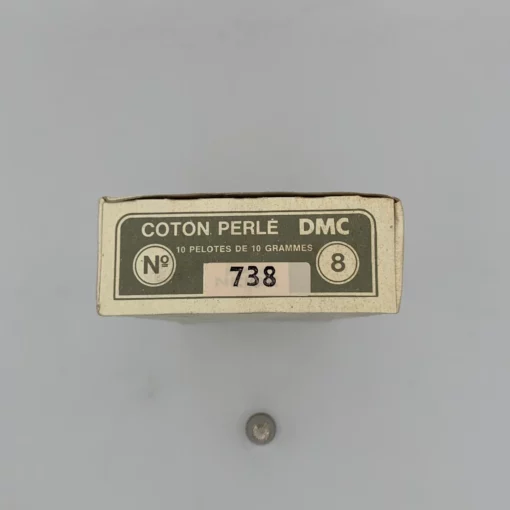 COTON PERLÉ DMC
10 PELOTES DE 10 GRAMMES
Nº 738 8